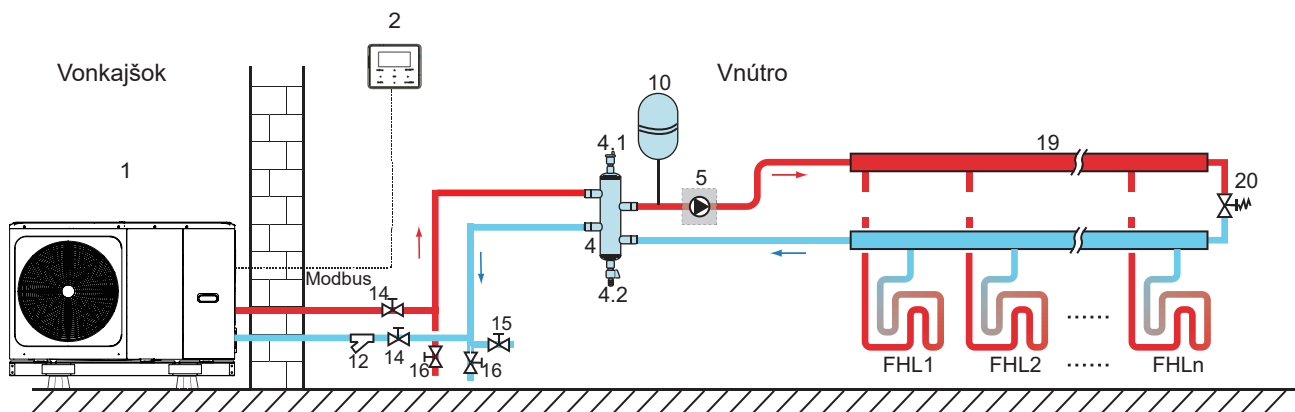 2
Vonkajšok
Vnútro
10
1
4.1
19
5
20
4
Modbus
4.2
14
15
12
14
16
16
FHL1
FHL2
......
FHLn
......